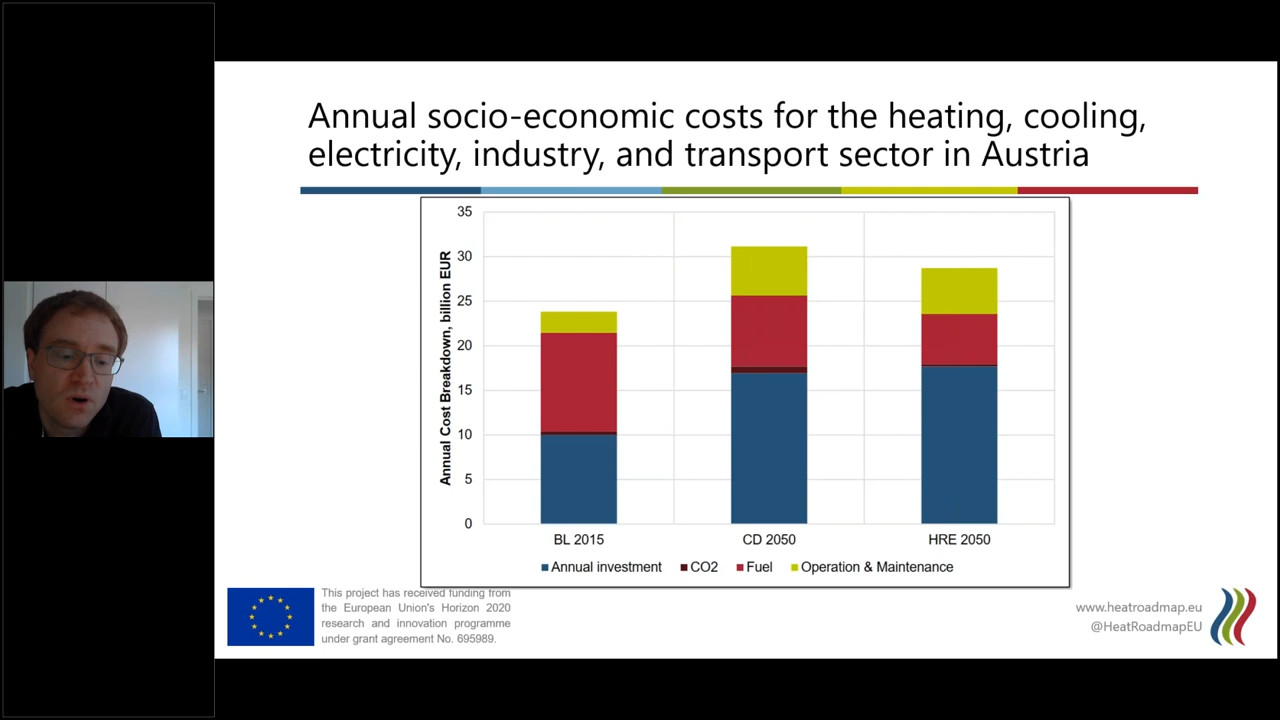 Annual socio-economic costs for the heating, cooling,
electricity, industry, and transport sector in Austria
Annual Cost Breakdown, billion EUR
35
30
25
20
15
10
5
0
BL 2015
CD 2050
HRE 2050
Annual investment
CO2
Fuel
Operation & Maintenance
This project has received funding from
the European Union's Horizon 2020
research and innovation programme
under grant agreement No. 695989.
www.heatroadmap.eu
@HeatRoadmapEU